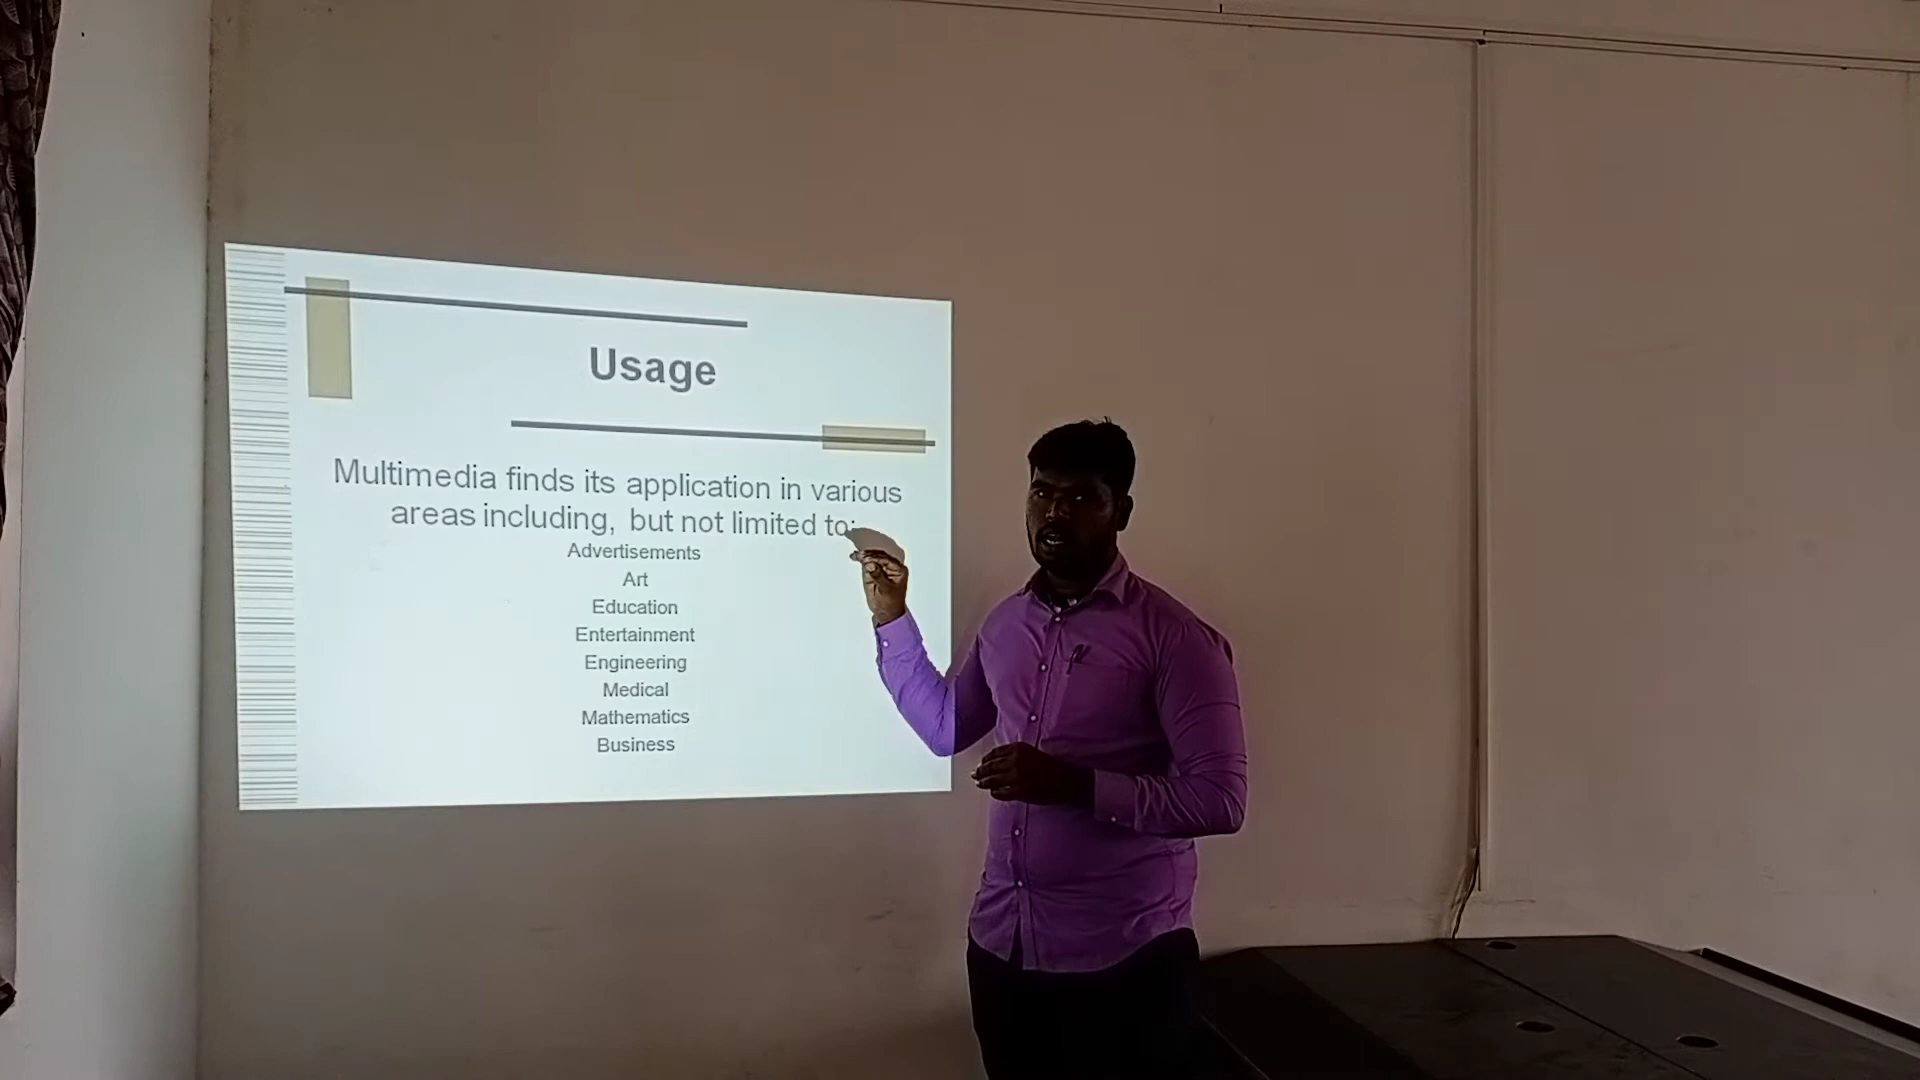 Usage
Multimedia finds its application in various
areas including, but not limited to:
Advertisements
Art
Education
Entertainment
Engineering
Medical
Mathematics
Business